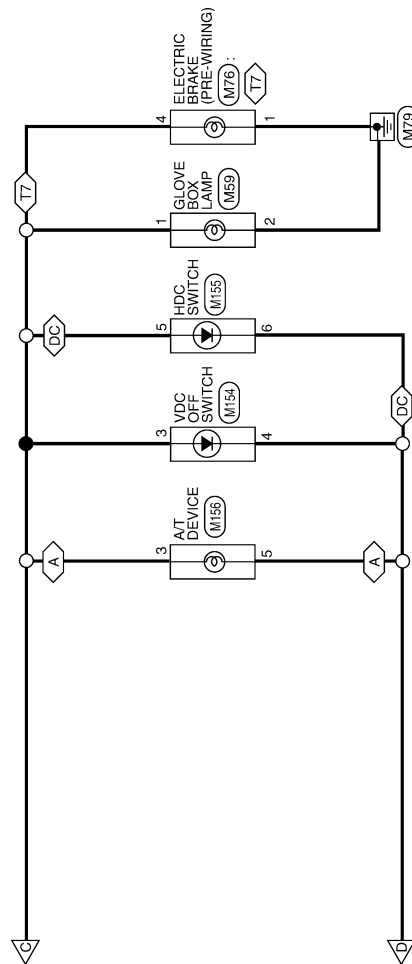 C
A
3
A/T
DEVICE
M156
5
A
3
VDC
OFF
SWITCH
M154
4
DC
5
HDC
SWITCH
M155
6
DC
1
GLOVE
BOX
LAMP
M59
2
T7
4
ELECTRIC
BRAKE
(PRE-WIRING)
M76 :
T7
1
M79
D